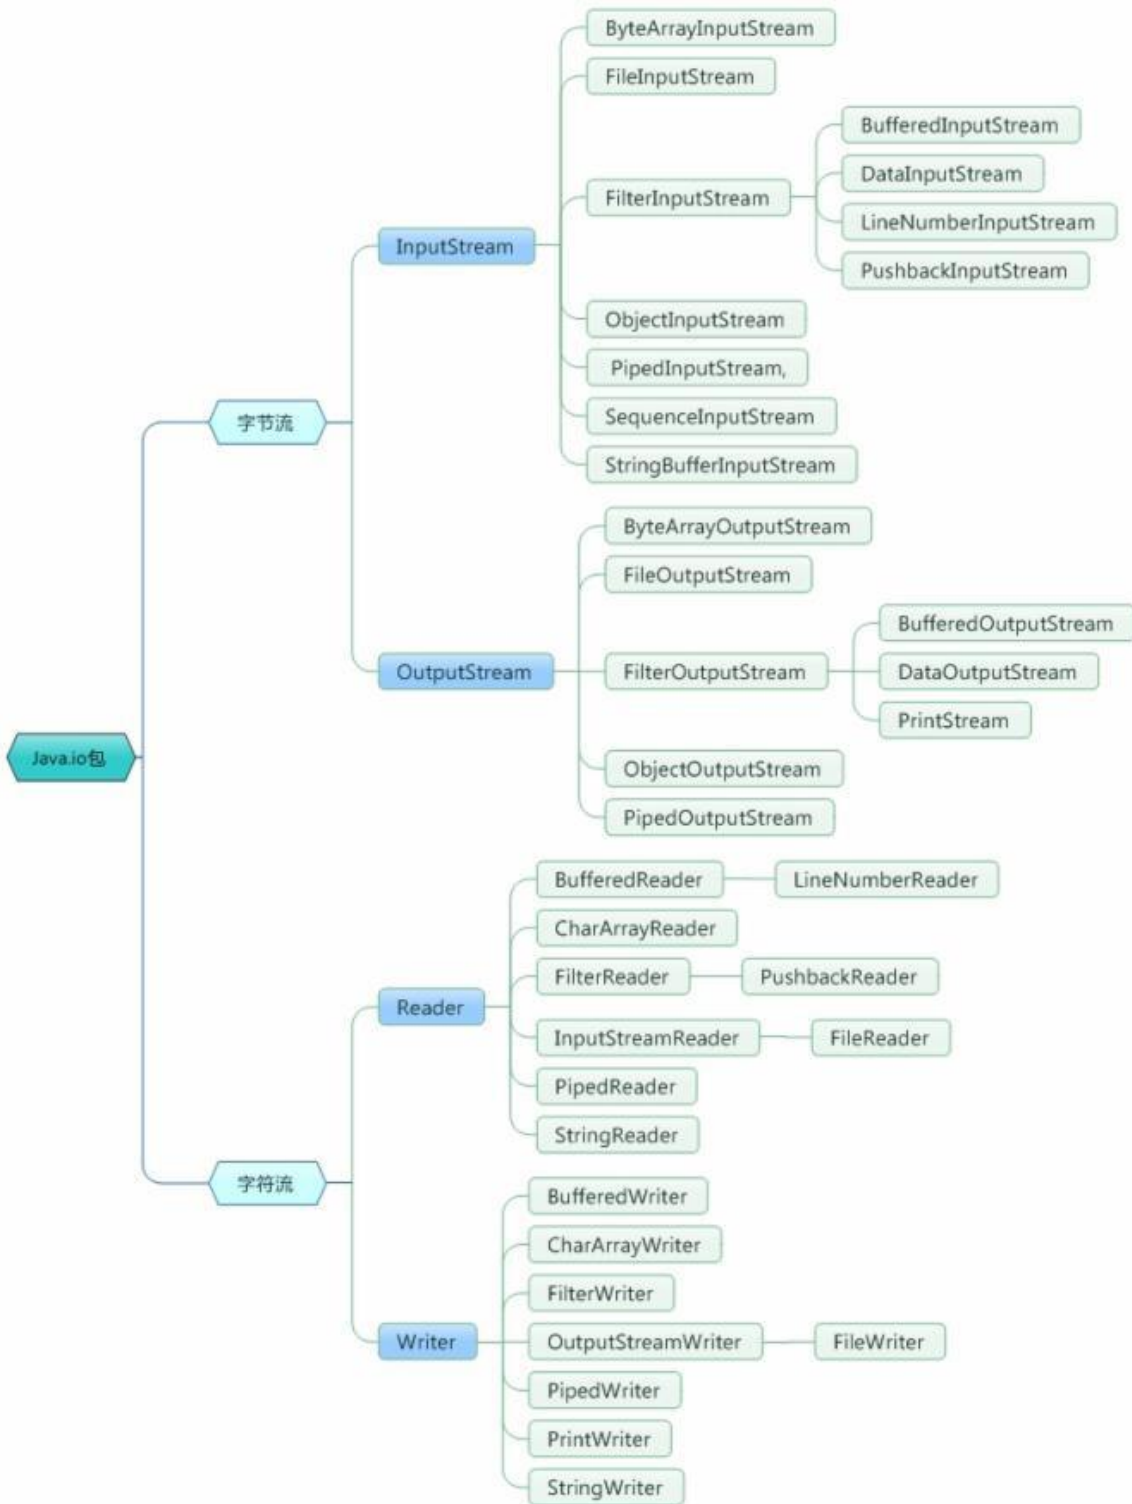 ByteArrayInputStream
FileInputStream
BufferedInputStream
DataInputStream
FilterInputStream
LineNumberInputStream
InputStream
PushbackInputStream
ObjectInputStream
PipedInputStream,
SequenceInputStream
字节流
StringBufferInputStream
ByteArrayOutputStream
FileOutputStream
BufferedOutputStream
OutputStream
FilterOutputStream
DataOutputStream
PrintStream
Java.io包
ObjectOutputStream
PipedOutputStream
BufferedReader
LineNumberReader
CharArrayReader
FilterReader
PushbackReader
Reader
InputStreamReader
FileReader
PipedReader
StringReader
字符流
BufferedWriter
CharArrayWriter
FilterWriter
Writer
OutputStreamWriter
FileWriter
PipedWriter
PrintWriter
StringWriter